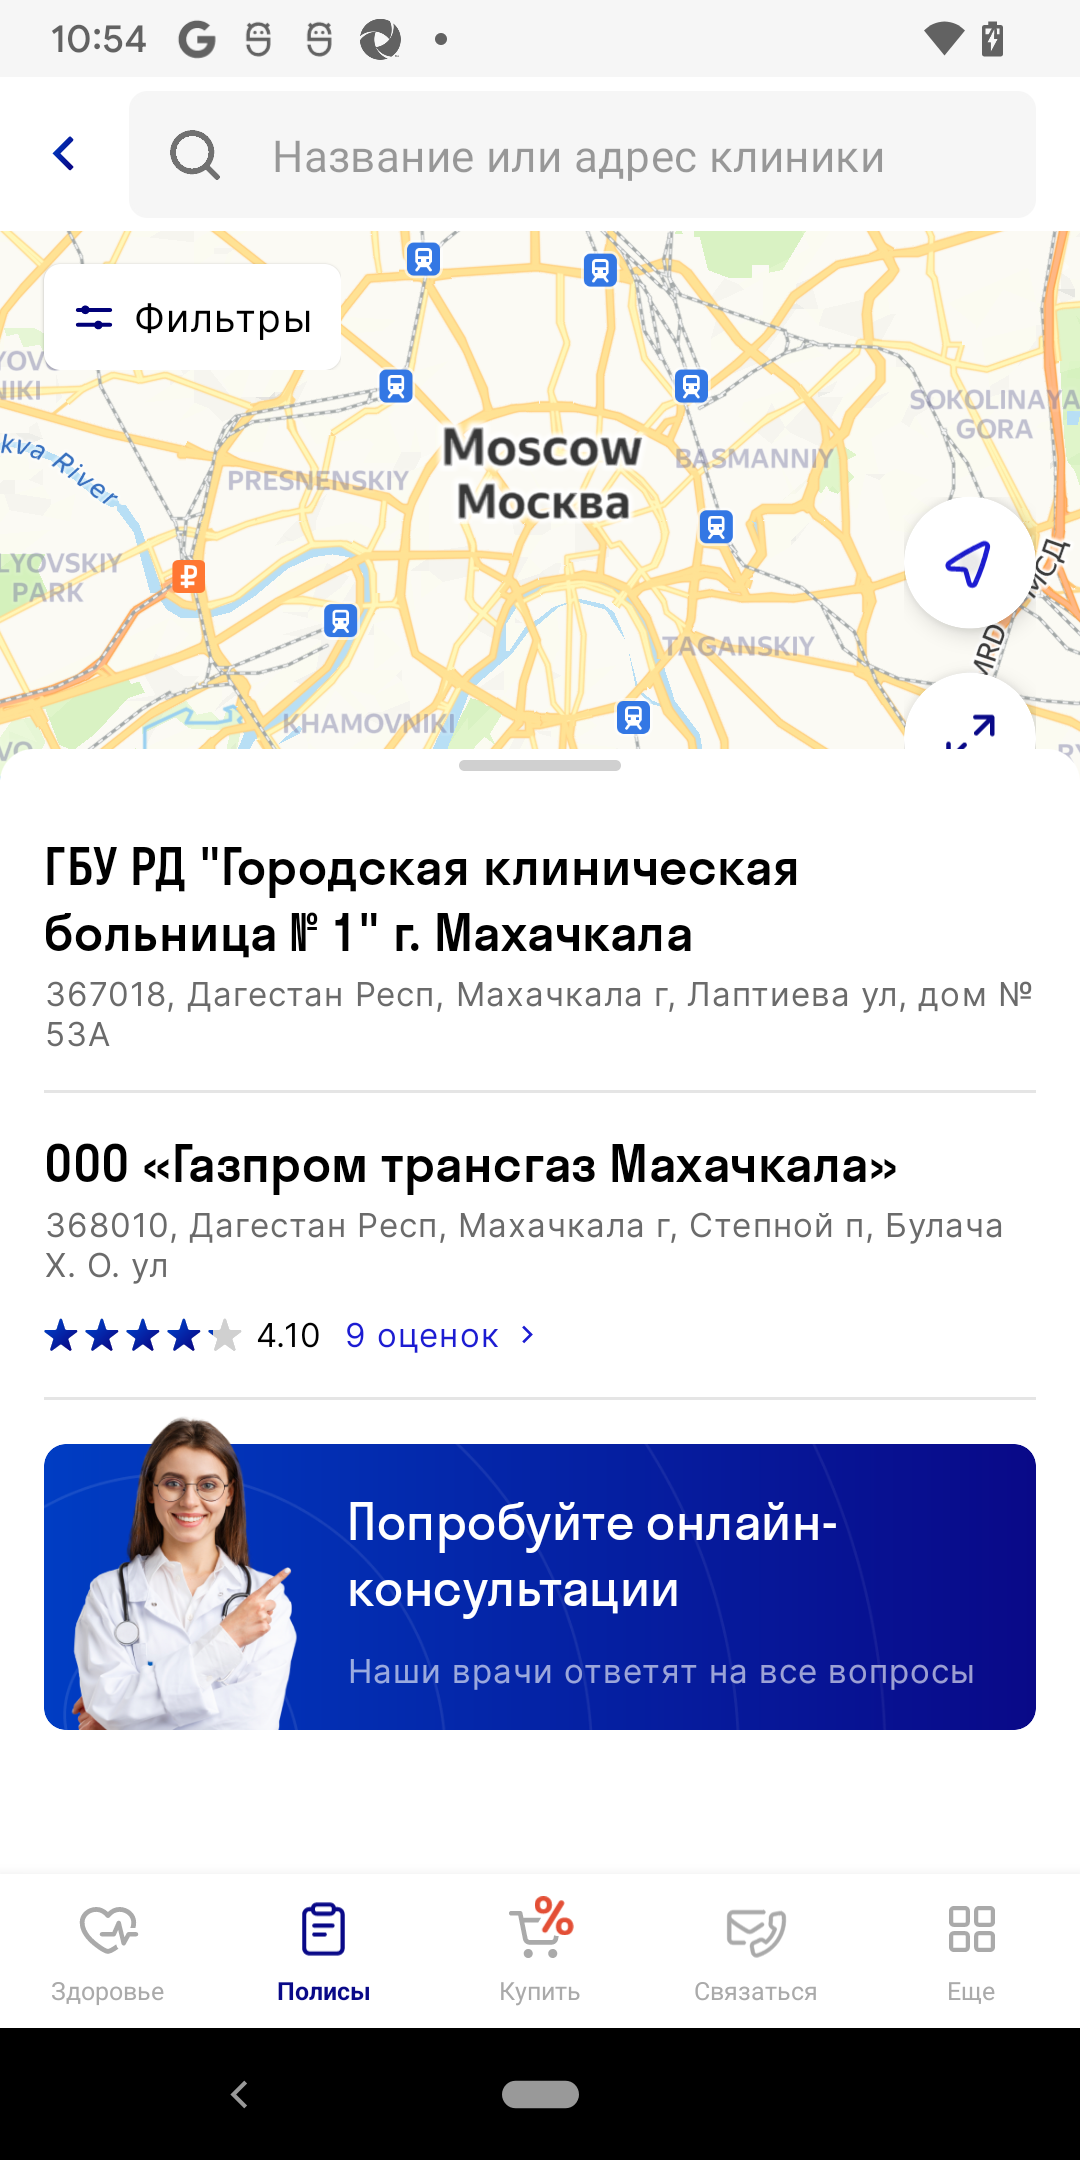 10:54
Название или адрес клиники
Фильтры
NIKI
SOKOLINAYA
GORA
kva River
Moscow
Москва
PRESNENSKIY
BASMANNIY
LYOVSKIY
PARK
МСД
MRD
TAGANSKIY
KHAMOVNIKI
ГБУ РД "Городская клиническая
больница № 1" г. Махачкала
367018, Дагестан Респ, Махачкала г, Лаптиева ул, дом №
53А
ООО «Газпром трансгаз Махачкала»
368010, Дагестан Респ, Махачкала г, Степной п, Булача
Х. О. ул
4.10 9 оценок
Попробуйте онлайн-
консультации
Наши врачи ответят на все вопросы
Здоровье
Полисы
Купить
Связаться
Еще